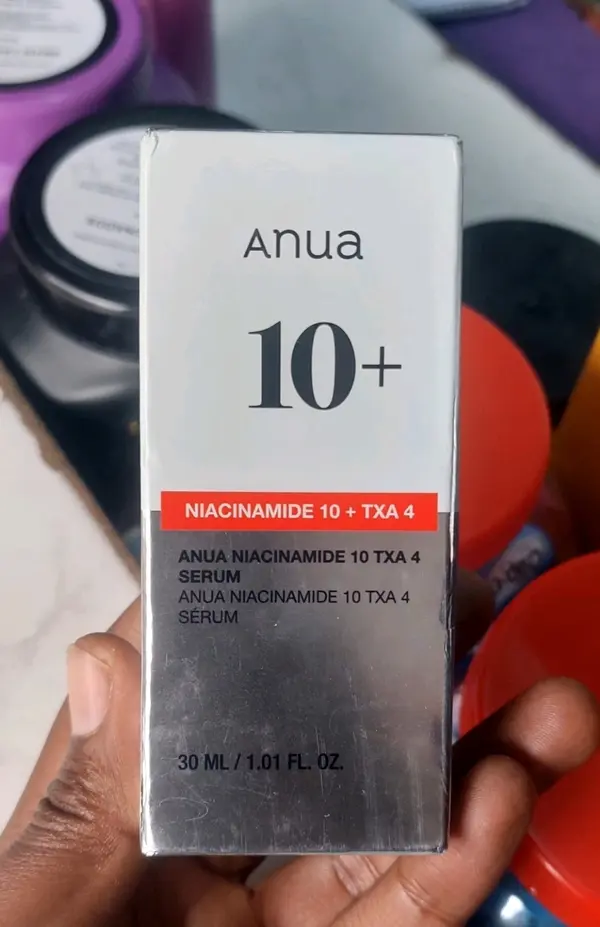 Anua
10+
NIACINAMIDE 10 + TXA 4
ANUA NIACINAMIDE 10 TXA 4
SERUM
ANUA NIACINAMIDE 10 TXA 4
SÉRUM
30 ML / 1.01 FL. OZ.